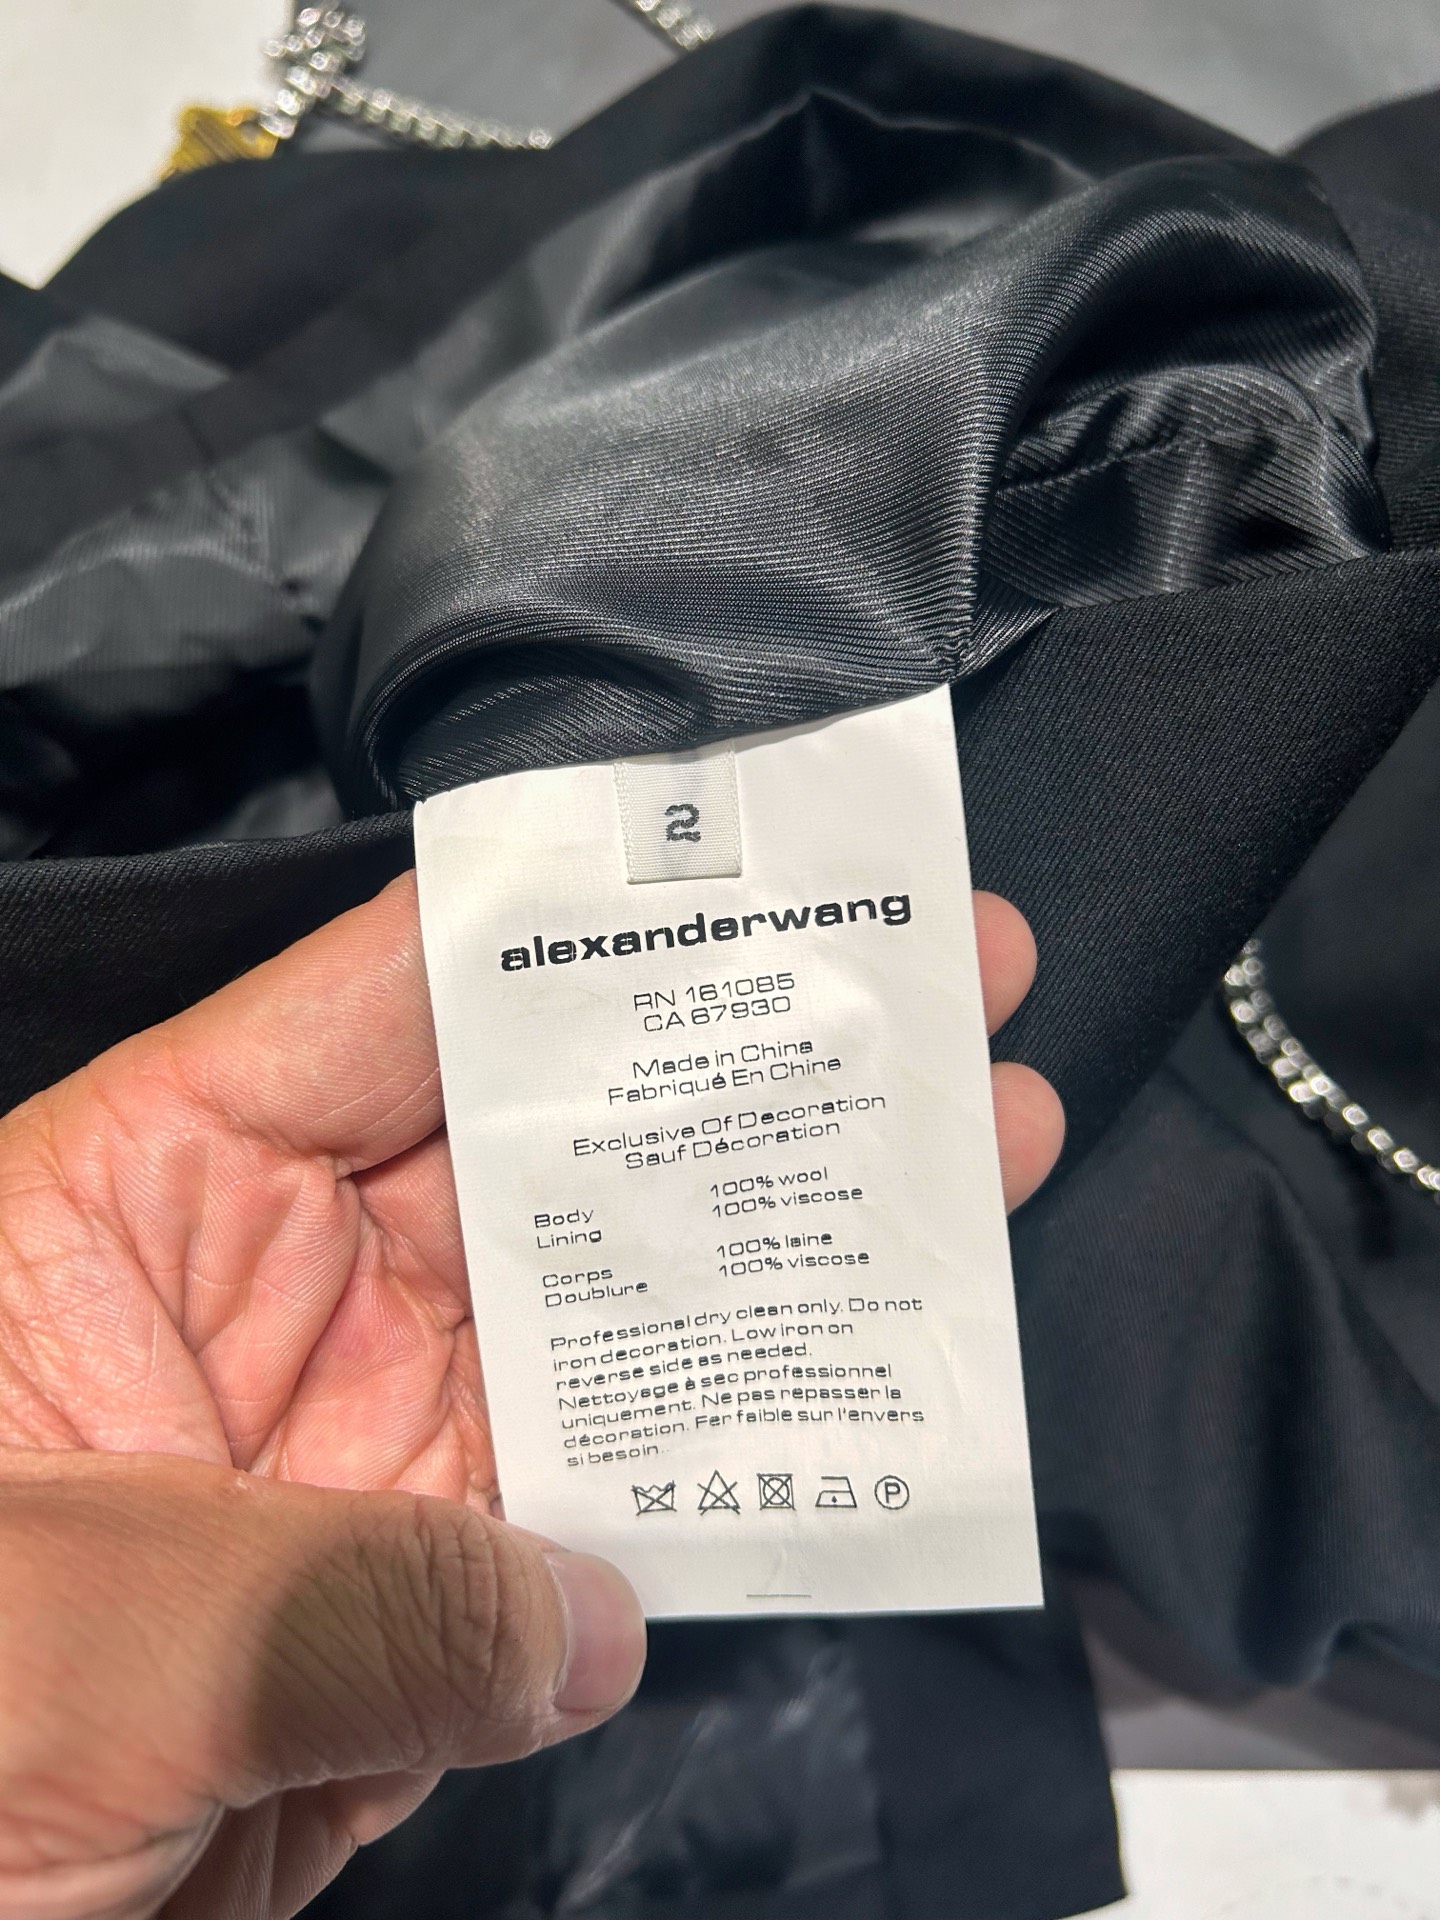 2
alexanderwang
RN 161085
CA 67930
Made in China
Fabriqué En Chine
Exclusive Of Decoration
Sauf Décoration
100% wool
Body 100% viscose
Lining
100% laine
Corps 100% viscose
Doublure
Professional dry clean only. Do not
iron decoration. Low iron on
reverse side as needed.
Nettoyage à sec professionnel
uniquement. Ne pas repasser la
décoration. Fer faible sur l'envers
si besoin..
P